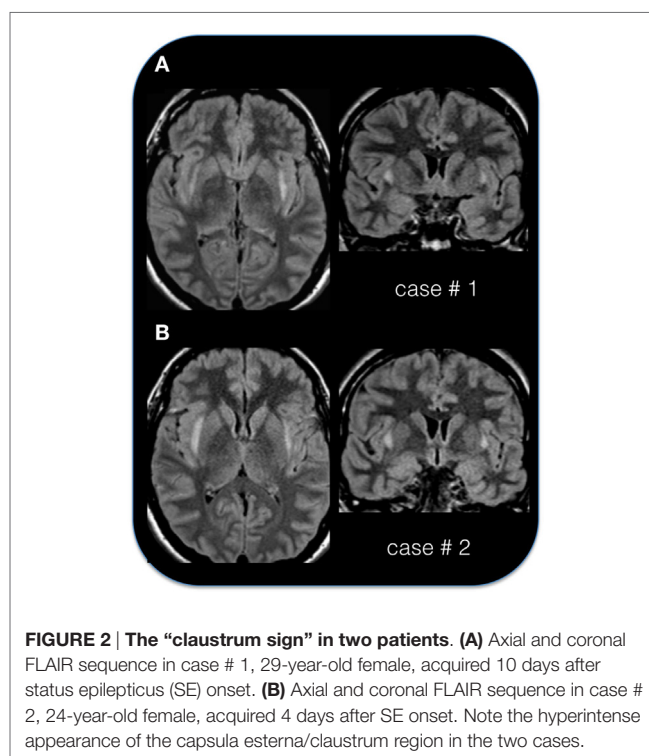 A
case # 1
B
case # 2
FIGURE 2 | The “claustrum sign” in two patients. (A) Axial and coronal
FLAIR sequence in case # 1, 29-year-old female, acquired 10 days after
status epilepticus (SE) onset. (B) Axial and coronal FLAIR sequence in case #
2, 24-year-old female, acquired 4 days after SE onset. Note the hyperintense
appearance of the capsula esterna/claustrum region in the two cases.